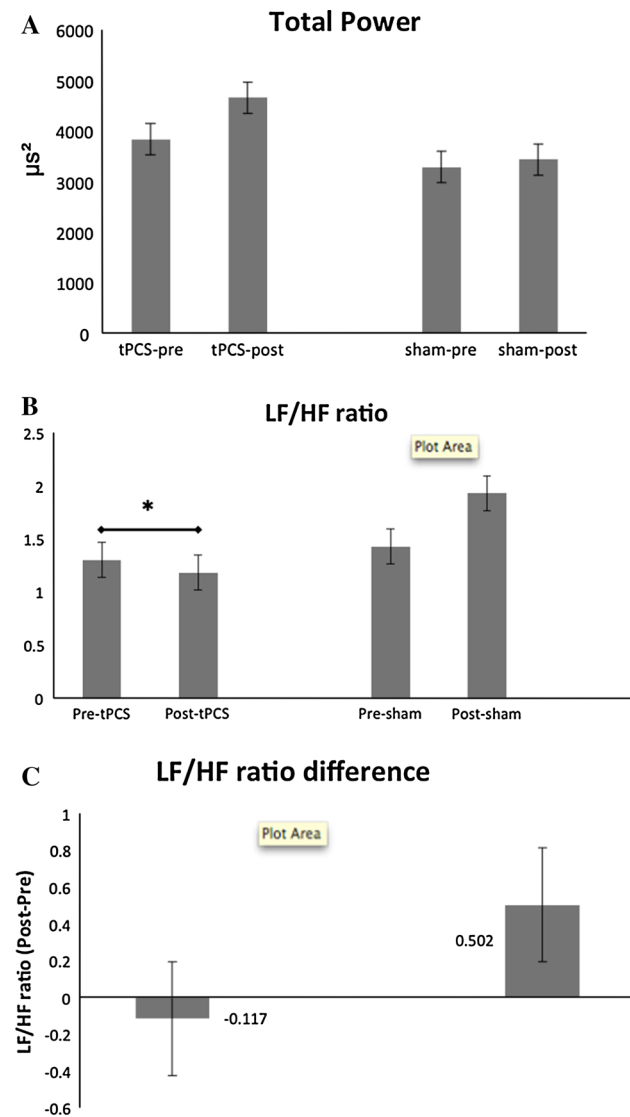 A
Total Power
μs²
6000
5000
4000
3000
2000
1000
0
tPCS-pre tPCS-post sham-pre sham-post
B
LF/HF ratio
Plot Area
2.5
2
*
1.5
1
0.5
0
Pre-tPCS Post-tPCS Pre-sham Post-sham
C
LF/HF ratio difference
Plot Area
LF/HF ratio (Post-Pre)
1
0.8
0.6
0.4
0.502
0.2
0
-0.117
-0.2
-0.4
-0.6